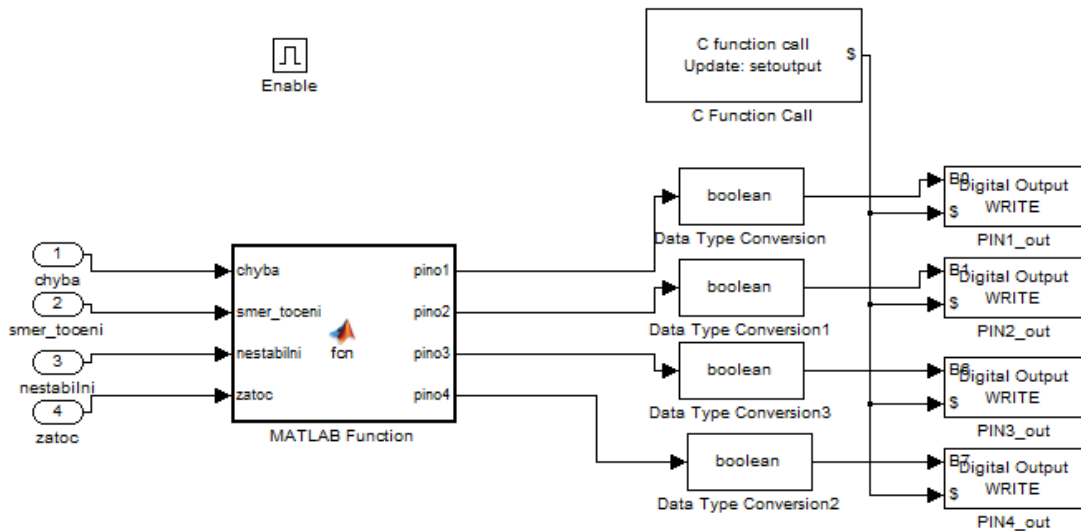 Enable
C function call
Update: setoutput
$
C Function Call
boolean
Data Type Conversion
B0
Digital Output
$
WRITE
PIN1_out
1
chyba
2
smer_toceni
3
nestabilni
4
zatoc
chyba
smer_toceni
nestabilni
zatoc
fcn
pino1
pino2
pino3
pino4
MATLAB Function
boolean
Data Type Conversion1
B1
Digital Output
$
WRITE
PIN2_out
boolean
Data Type Conversion3
B6
Digital Output
$
WRITE
PIN3_out
boolean
Data Type Conversion2
B7
Digital Output
$
WRITE
PIN4_out